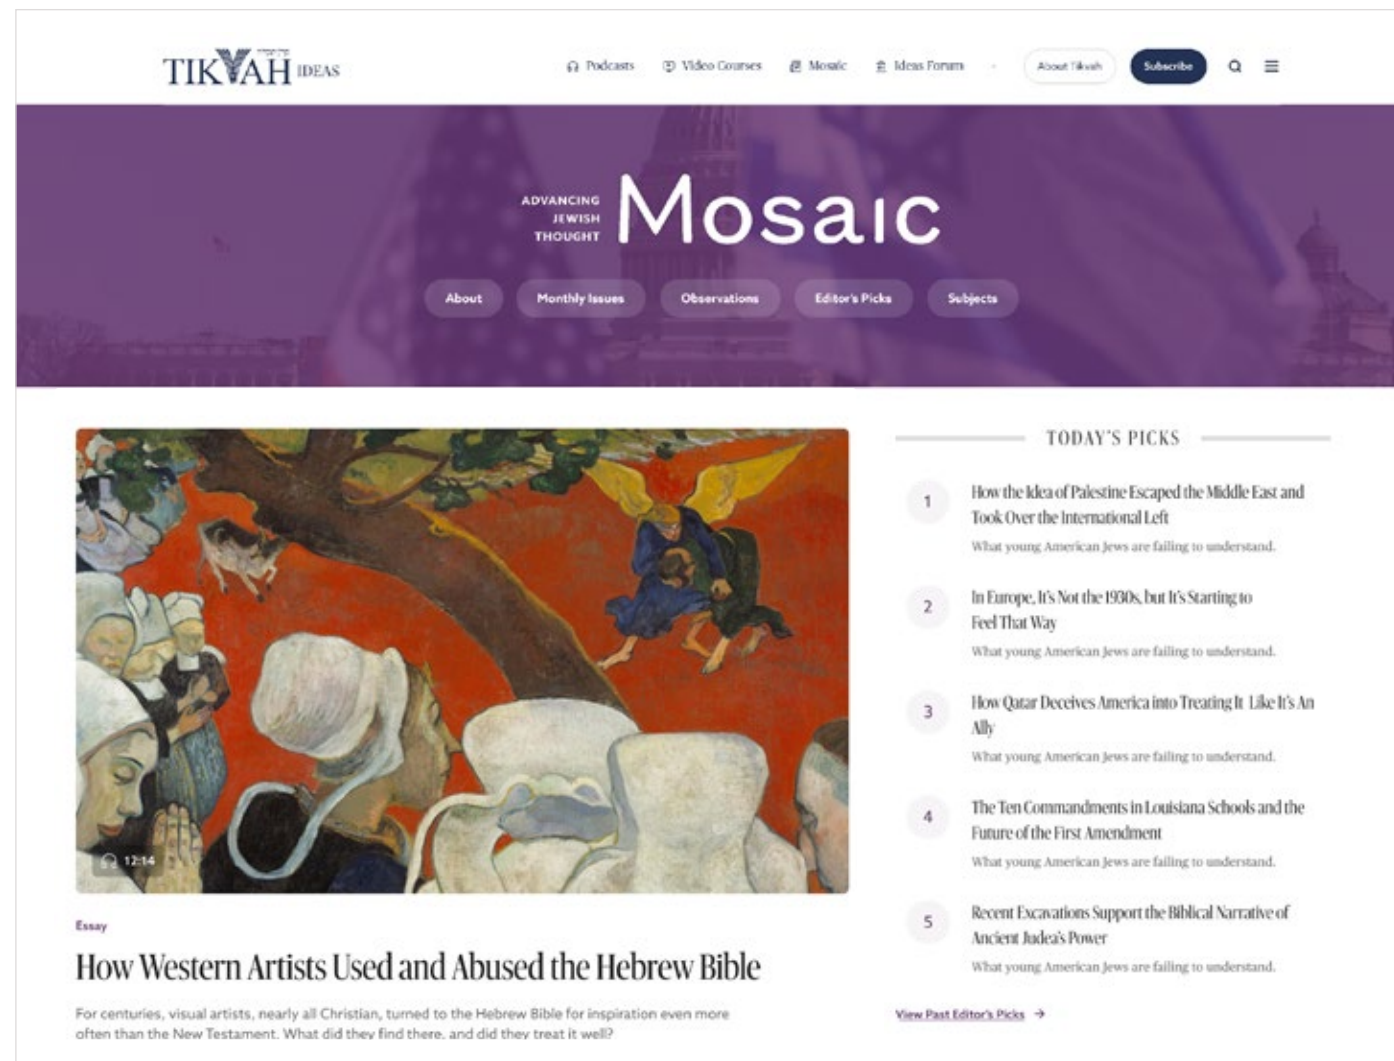 TIKVAH IDEAS
Podcasts
Video Courses
Mosaic
Ideas Forum
About Tikvah
Subscribe
ADVANCING
JEWISH
THOUGHT
Mosaic
About
Monthly Issues
Observations
Editor's Picks
Subjects
12:14
Essay
How Western Artists Used and Abused the Hebrew Bible
For centuries, visual artists, nearly all Christian, turned to the Hebrew Bible for inspiration even more
often than the New Testament. What did they find there, and did they treat it well?
TODAY'S PICKS
1
How the Idea of Palestine Escaped the Middle East and
Took Over the International Left
What young American Jews are failing to understand.
2
In Europe, It's Not the 1930s, but It's Starting to
Feel That Way
What young American Jews are failing to understand.
3
How Qatar Deceives America into Treating It Like It's An
Ally
What young American Jews are failing to understand.
4
The Ten Commandments in Louisiana Schools and the
Future of the First Amendment
What young American Jews are failing to understand.
5
Recent Excavations Support the Biblical Narrative of
Ancient Judea's Power
What young American Jews are failing to understand.
View Past Editor's Picks →